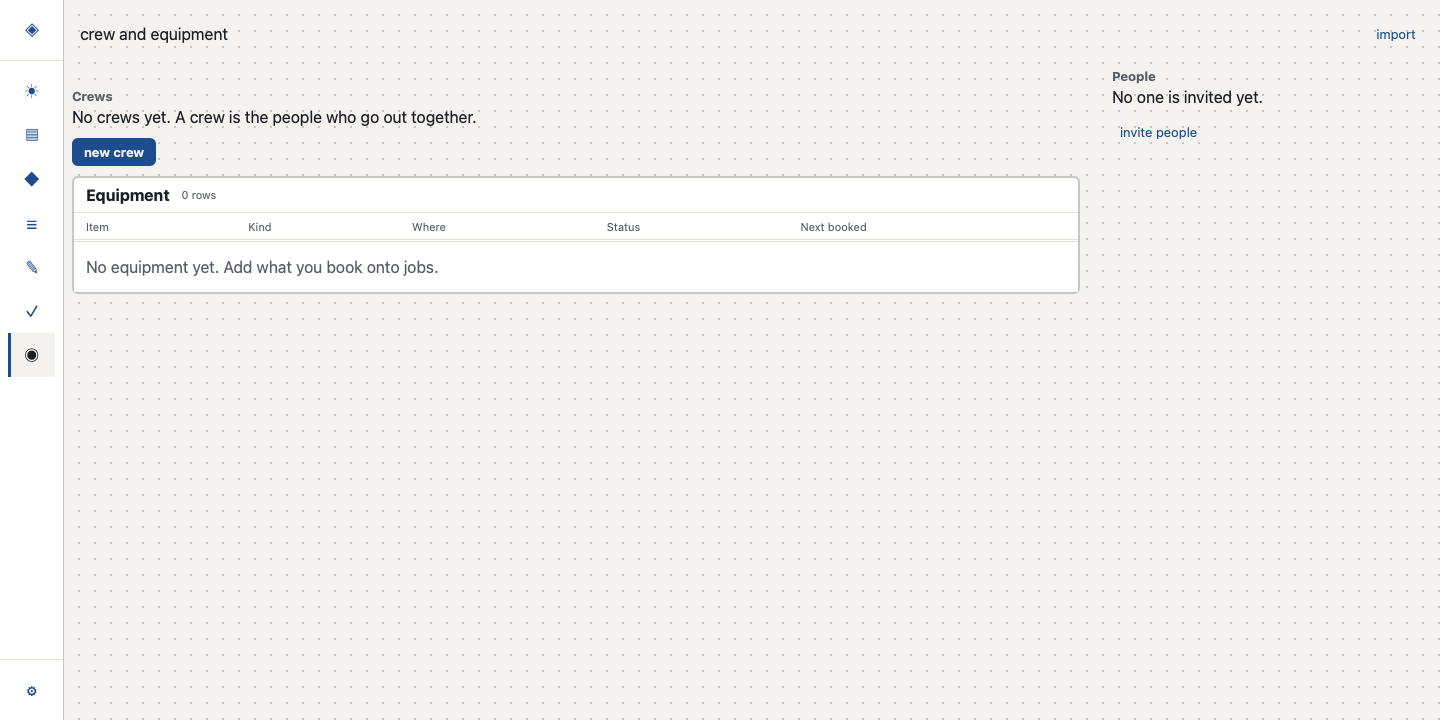 crew and equipment
import
Crews
No crews yet. A crew is the people who go out together.
new crew
Equipment 0 rows
Item Kind Where Status Next booked
No equipment yet. Add what you book onto jobs.
People
No one is invited yet.
invite people